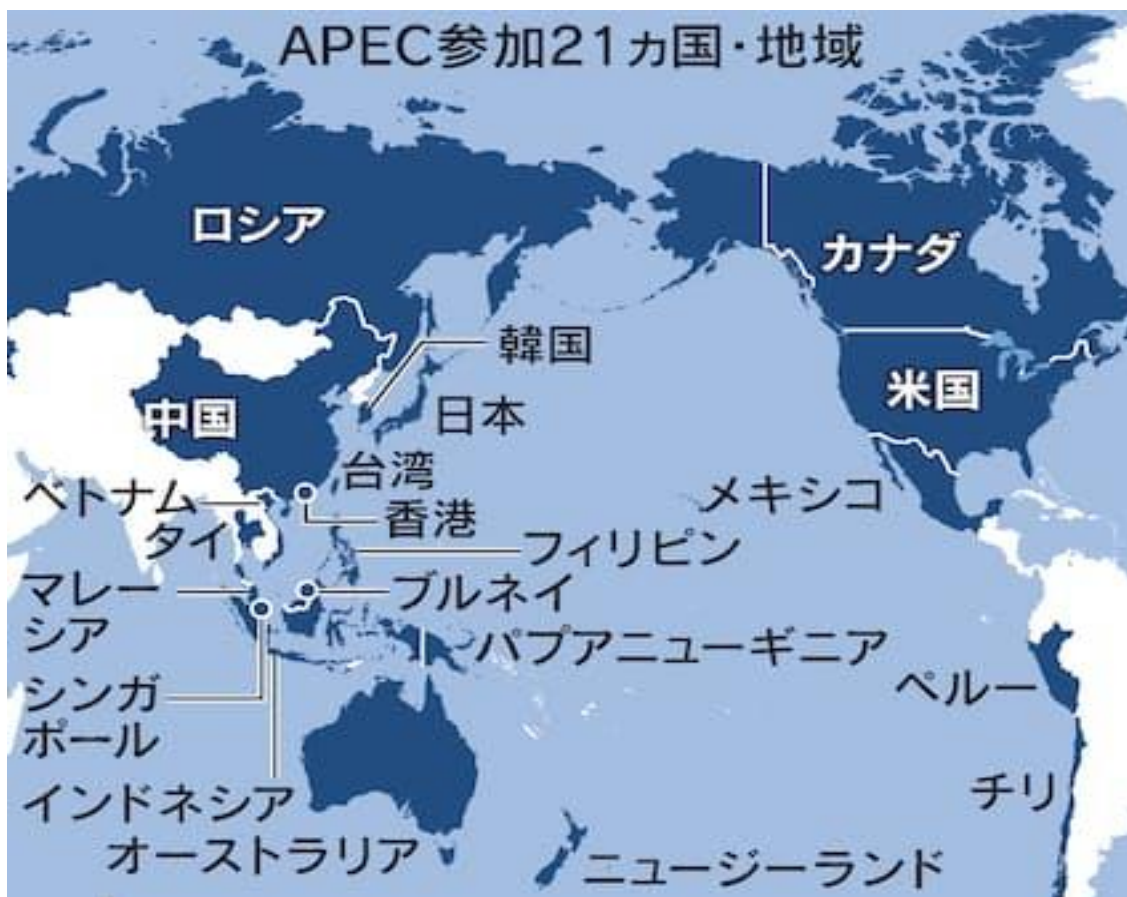 APEC参加21ヵ国・地域
ロシア
カナダ
韓国
米国
中国
日本
台湾
ベトナム
メキシコ
香港
タイ
フィリピン
マレー
シア
ブルネイ
パプアニューギニア
シンガ
ポール
ペルー
インドネシア
チリ
オーストラリア
ニュージーランド